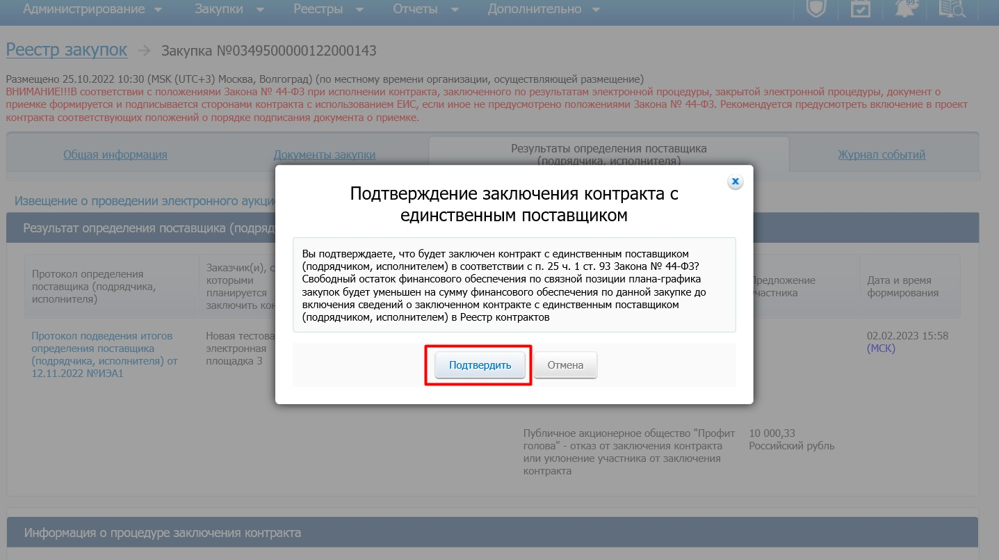 Администрирование Закупки Реестры Отчеты Дополнительно 99+
Реестр закупок Закупка №0349500000122000143
Размещено 25.10.2022 10:30 (MSK (UTC+3) Москва, Волгоград) (по местному времени организации, осуществляющей размещение)
ВНИМАНИЕ!!!В соответствии с положениями Закона № 44-ФЗ при исполнении контракта, заключенного по результатам электронной процедуры, закрытой электронной процедуры, документ о
приемке формируется и подписывается сторонами контракта с использованием ЕИС, если иное не предусмотрено положениями Закона № 44-ФЗ. Рекомендуется предусмотреть включение в проект
контракта соответствующих положений о порядке подписания документа о приемке.
Общая информация
Документы закупки
Результаты определения поставщика
(подрядчика, исполнителя)
Журнал событий
Подтверждение заключения контракта с
единственным поставщиком
Вы подтверждаете, что будет заключен контракт с единственным поставщиком
(подрядчиком, исполнителем) в соответствии с п. 25 ч. 1 ст. 93 Закона № 44-ФЗ?
Свободный остаток финансового обеспечения по связной позиции плана-графика
закупок будет уменьшен на сумму финансового обеспечения по данной закупке до
включения сведений о заключенном контракте с единственным поставщиком
(подрядчиком, исполнителем) в Реестр контрактов
Подтвердить
Отмена
Извещение о проведении электронного
Результат определения поставщика
Протокол определения
поставщика (подрядчика,
исполнителя)
Заказчик(и), с
которыми
планируется
заключить
Предложение
участника
Дата и время
формирования
Протокол подведения итогов
определения поставщика
(подрядчика, исполнителя) от
12.11.2022 №ИЭА1
Новая
электронная
площадка 3
02.02.2023 15:58
(МСК)
Публичное акционерное общество "Профит
голова" - отказ от заключения контракта
или уклонение участника от заключения
контракта
10 000,33
Российский рубль
Информация о процедуре заключения контракта